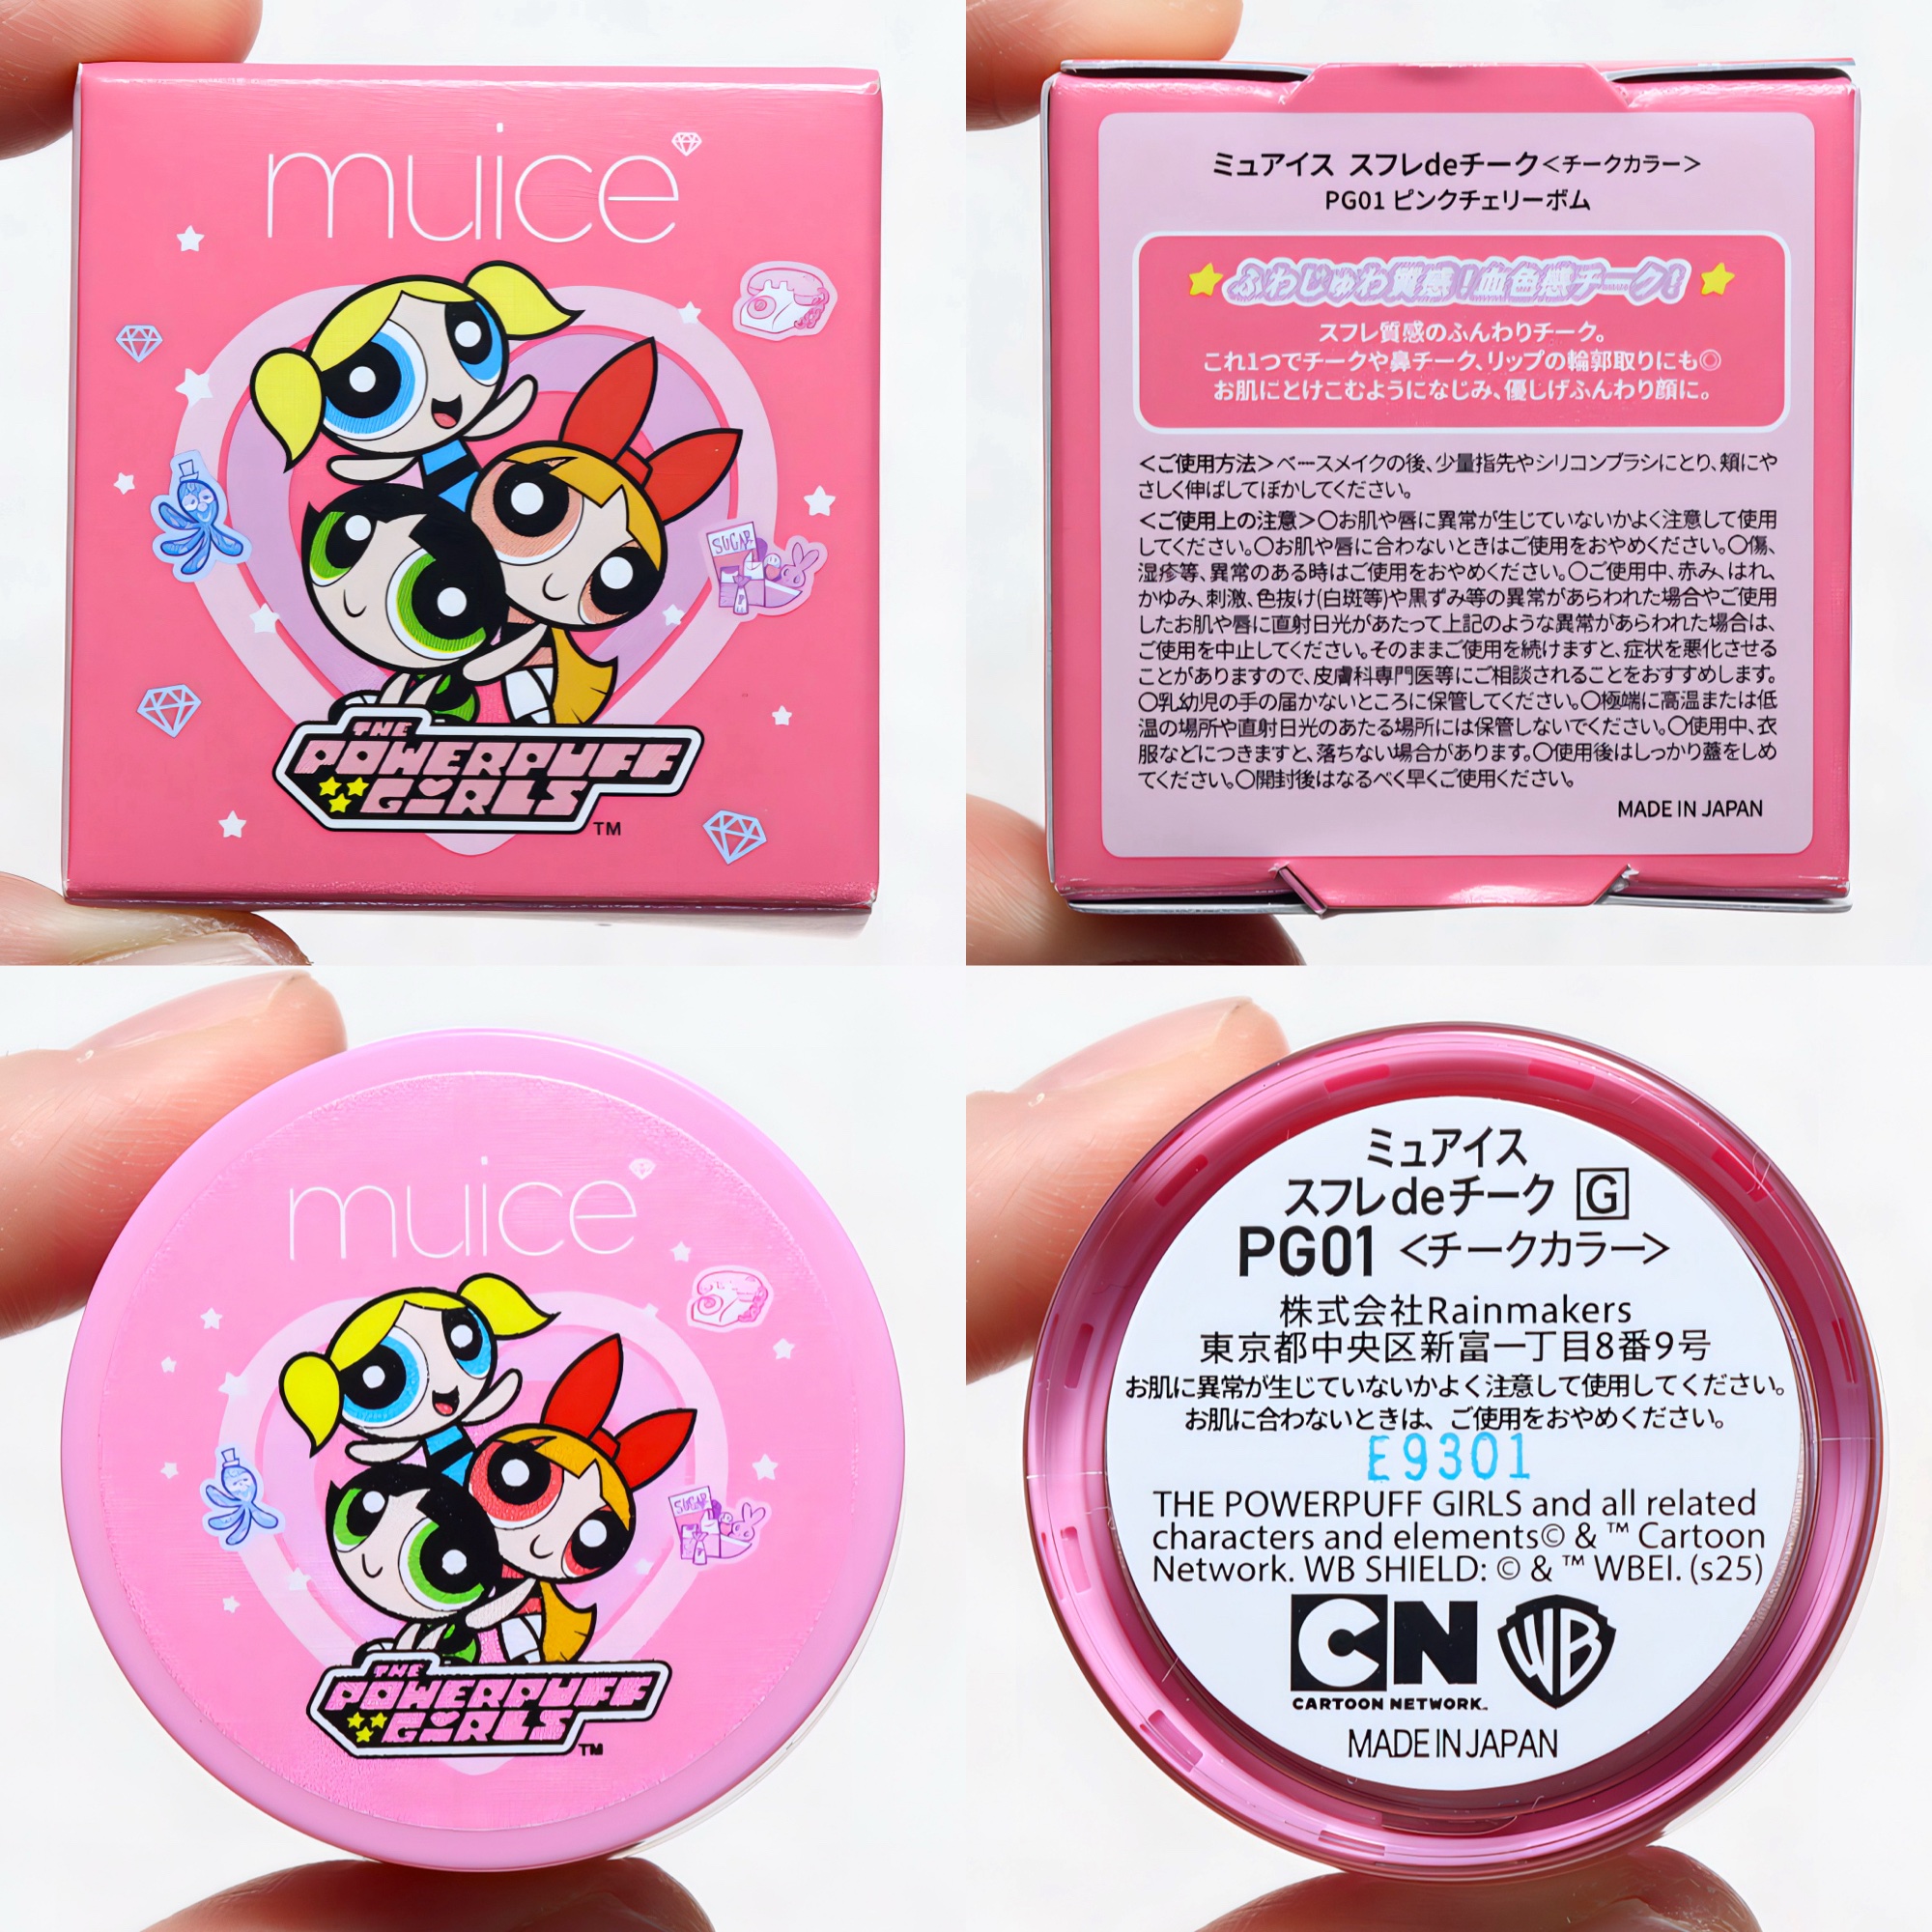 muice
SUGAR
THE
POWERPUFF
GIRLS
TM
ミュアイス スフレdeチーク<チークカラー>
PG01 ピンクチェリーボム
ふわじゅわ質感!血色感チーク!
スフレ質感のふんわりチーク。
これ1つでチークや鼻チーク、リップの輪郭取りにも◎
お肌にとけこむようになじみ、優しげふんわり顔に。
<ご使用方法>ベースメイクの後、少量指先やシリコンブラシにとり、頬にや
さしく伸ばしてぼかしてください。
<ご使用上の注意>〇お肌や唇に異常が生じていないかよく注意して使用
してください。〇お肌や唇に合わないときはご使用をおやめください。〇傷、
湿疹等、異常のある時はご使用をおやめください。〇ご使用中、赤み、はれ、
かゆみ、刺激、色抜け(白斑等)や黒ずみ等の異常があらわれた場合やご使用
したお肌や唇に直射日光があたって上記のような異常があらわれた場合は、
ご使用を中止してください。そのままご使用を続けますと、症状を悪化させる
ことがありますので、皮膚科専門医等にご相談されることをおすすめします。
〇乳幼児の手の届かないところに保管してください。〇極端に高温または低
温の場所や直射日光のあたる場所には保管しないでください。〇使用中、衣
服などにつきますと、落ちない場合があります。〇使用後はしっかり蓋をしめ
てください。〇開封後はなるべく早くご使用ください。
MADE IN JAPAN
muice
SUGAR
THE
POWERPUFF
GIRLS
TM
ミュアイス
スフレdeチーク G
PG01 <チークカラー>
株式会社Rainmakers
東京都中央区新富一丁目8番9号
お肌に異常が生じていないかよく注意して使用してください。
お肌に合わないときは、ご使用をおやめください。
E9301
THE POWERPUFF GIRLS and all related
characters and elements© & ™ Cartoon
Network. WB SHIELD: © & ™ WBEI. (s25)
CN WB
CARTOON NETWORK™
MADE IN JAPAN